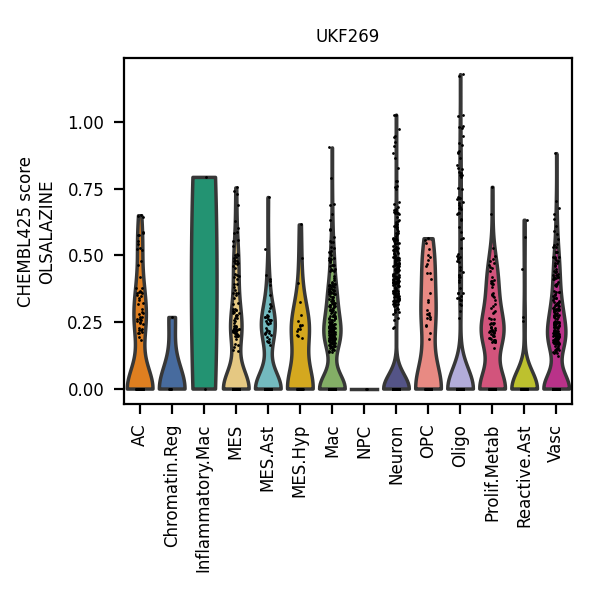 UKF269
CHEMBL425 score
OLSALAZINE
1.00
0.75
0.50
0.25
0.00
AC
Chromatin.Reg
Inflammatory.Mac
MES
MES.Ast
MES.Hyp
Mac
NPC
Neuron
OPC
Oligo
Prolif.Metab
Reactive.Ast
Vasc